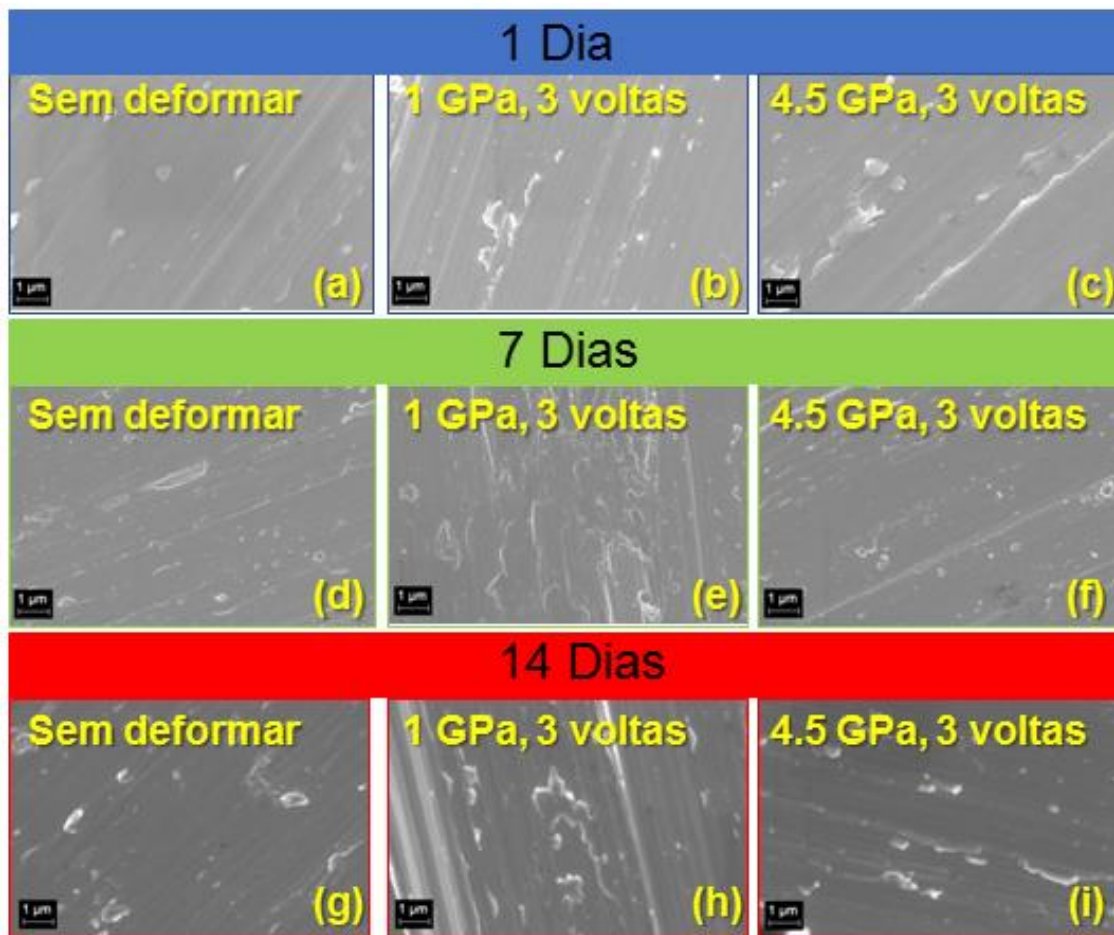 1 Dia
Sem deformar
1 GPa, 3 voltas
4.5 GPa, 3 voltas
1 μm
(a)
1 μm
(b)
1 μm
(c)
7 Dias
Sem deformar
1 GPa, 3 voltas
4.5 GPa, 3 voltas
1 μm
(d)
1 μm
(e)
1 μm
(f)
14 Dias
Sem deformar
1 GPa, 3 voltas
4.5 GPa, 3 voltas
1 μm
(g)
1 μm
(h)
1 μm
(i)